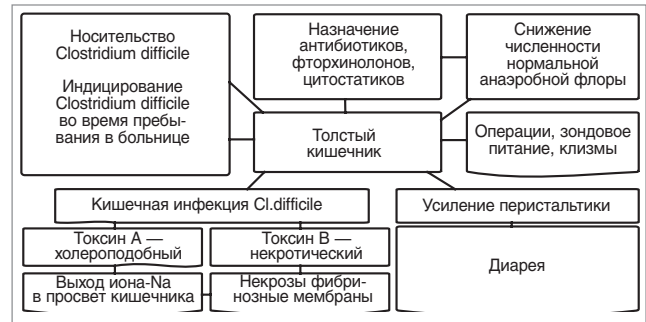 Носительство
Clostridium difficile
Индицирование
Clostridium difficile
во время пребы-
вания в больнице
Назначение
антибиотиков,
фторхинолонов,
цитостатиков
Снижение
численности
нормальной
анаэробной флоры
Толстый
кишечник
Операции, зондовое
питание, клизмы
Кишечная инфекция Cl.difficile
Усиление перистальтики
Токсин А —
холероподобный
Токсин В —
некротический
Диарея
Выход иона-Na
в просвет кишечника
Некрозы фибри-
нозные мембраны